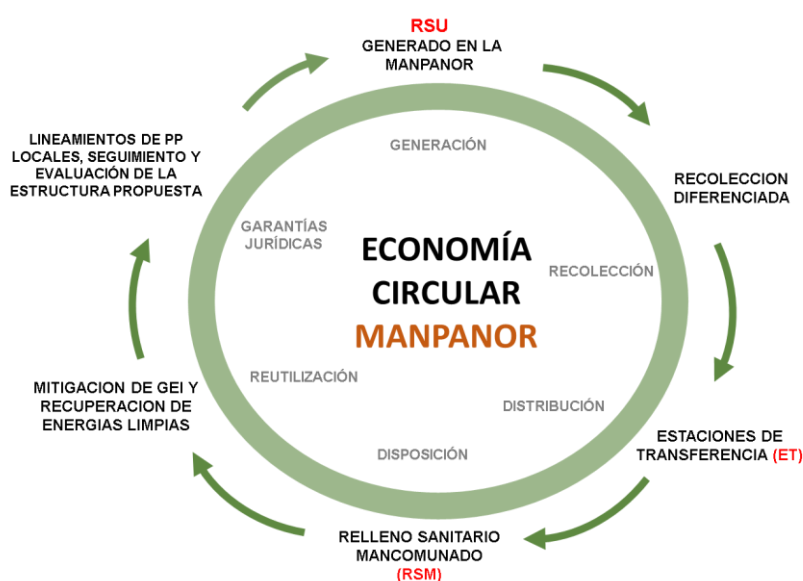 RSU
GENERADO EN LA
MANPANOR
RECOLECCION
DIFERENCIADA
ESTACIONES DE
TRANSFERENCIA (ET)
RELLENO SANITARIO
MANCOMUNADO
(RSM)
MITIGACION DE GEI Y
RECUPERACION DE
ENERGIAS LIMPIAS
LINEAMIENTOS DE PP
LOCALES, SEGUIMIENTO Y
EVALUACIÓN DE LA
ESTRUCTURA PROPUESTA
GENERACIÓN
RECOLECCIÓN
DISTRIBUCIÓN
DISPOSICIÓN
REUTILIZACIÓN
GARANTÍAS
JURÍDICAS
ECONOMÍA
CIRCULAR
MANPANOR